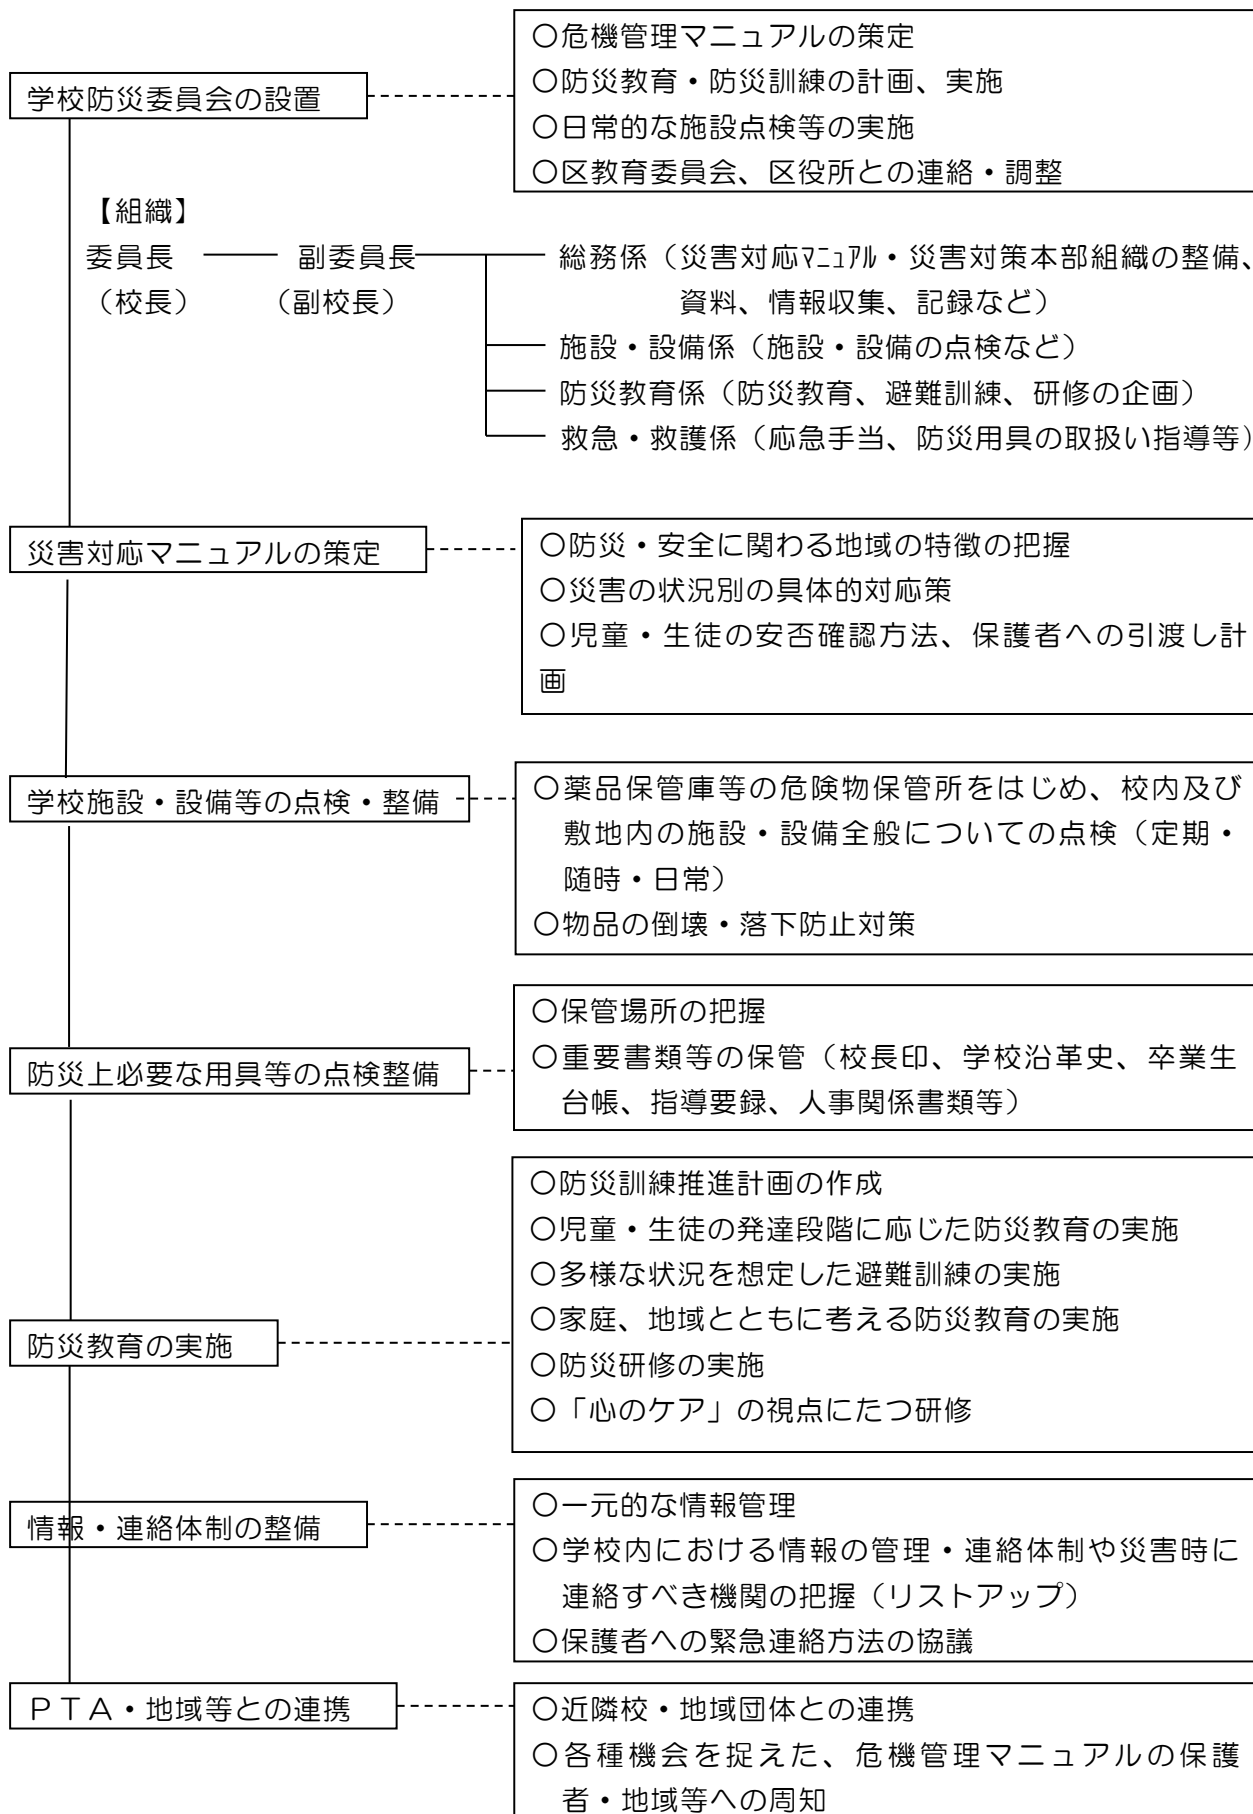 ○危機管理マニュアルの策定
○防災教育・防災訓練の計画、実施
学校防災委員会の設置
○日常的な施設点検等の実施
○区教育委員会、区役所との連絡・調整
【組織】
委員長 副委員長 総務係（災害対応ﾏﾆｭｱﾙ・災害対策本部組織の整備、
（校長） （副校長） 資料、情報収集、記録など）
施設・設備係（施設・設備の点検など）
防災教育係（防災教育、避難訓練、研修の企画）
救急・救護係（応急手当、防災用具の取扱い指導等）
災害対応マニュアルの策定
○防災・安全に関わる地域の特徴の把握
○災害の状況別の具体的対応策
○児童・生徒の安否確認方法、保護者への引渡し計
画
学校施設・設備等の点検・整備
○薬品保管庫等の危険物保管所をはじめ、校内及び
敷地内の施設・設備全般についての点検（定期・
随時・日常）
○物品の倒壊・落下防止対策
防災上必要な用具等の点検整備
○保管場所の把握
○重要書類等の保管（校長印、学校沿革史、卒業生
台帳、指導要録、人事関係書類等）
防災教育の実施
○防災訓練推進計画の作成
○児童・生徒の発達段階に応じた防災教育の実施
○多様な状況を想定した避難訓練の実施
○家庭、地域とともに考える防災教育の実施
○防災研修の実施
○「心のケア」の視点にたつ研修
情報・連絡体制の整備
○一元的な情報管理
○学校内における情報の管理・連絡体制や災害時に
連絡すべき機関の把握（リストアップ）
○保護者への緊急連絡方法の協議
ＰＴＡ・地域等との連携
○近隣校・地域団体との連携
○各種機会を捉えた、危機管理マニュアルの保護
者・地域等への周知